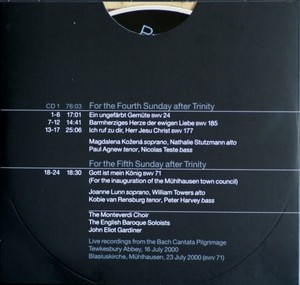 CD 1 76:03 For the Fourth Sunday after Trinity
1-6 17:01 Ein ungefärbt Gemüte BWV 24
7-12 14:41 Barmherziges Herze der ewigen Liebe BWV 185
13-17 25:06 Ich ruf zu dir, Herr Jesu Christ BWV 177
Magdalena Kožená soprano, Nathalie Stutzmann alto
Paul Agnew tenor, Nicolas Teste bass
For the Fifth Sunday after Trinity
18-24 18:30 Gott ist mein König BWV 71
(For the inauguration of the Mühlhausen town council)
Joanne Lunn soprano, William Towers alto
Kobie van Rensburg tenor, Peter Harvey bass
The Monteverdi Choir
The English Baroque Soloists
John Eliot Gardiner
Live recordings from the Bach Cantata Pilgrimage
Tewkesbury Abbey, 16 July 2000
Blasiuskirche, Mühlhausen, 23 July 2000 (BWV 71)